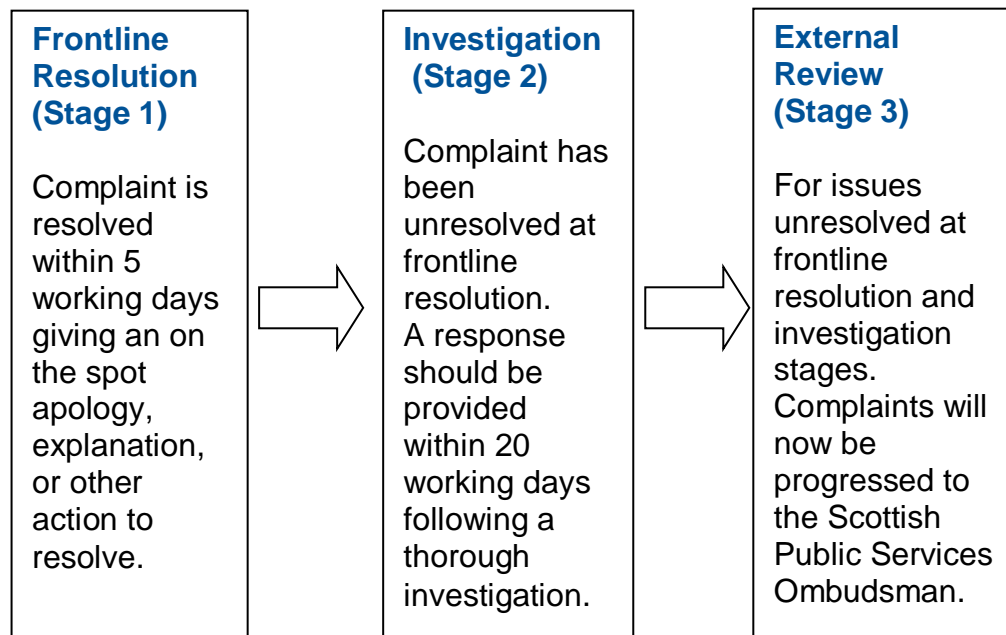 Frontline
Resolution
(Stage 1)
Complaint is
resolved
within 5
working days
giving an on
the spot
apology,
explanation,
or other
action to
resolve.
Investigation
(Stage 2)
Complaint has
been
unresolved at
frontline
resolution.
A response
should be
provided
within 20
working days
following a
thorough
investigation.
External
Review
(Stage 3)
For issues
unresolved at
frontline
resolution and
investigation
stages.
Complaints will
now be
progressed to
the Scottish
Public Services
Ombudsman.